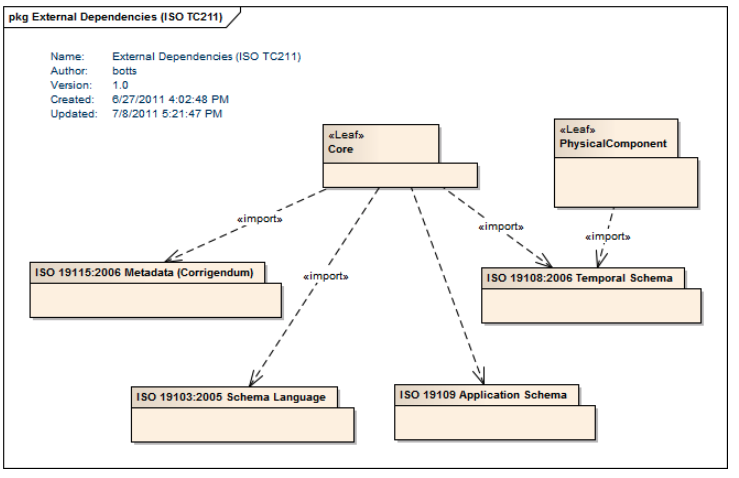 pkg External Dependencies (ISO TC211)
Name: External Dependencies (ISO TC211)
Author: botts
Version: 1.0
Created: 6/27/2011 4:02:48 PM
Updated: 7/8/2011 5:21:47 PM
«Leaf»
Core
«Leaf»
PhysicalComponent
«import»
«import»
«import»
«import»
ISO 19115:2006 Metadata (Corrigendum)
ISO 19108:2006 Temporal Schema
ISO 19103:2005 Schema Language
ISO 19109 Application Schema